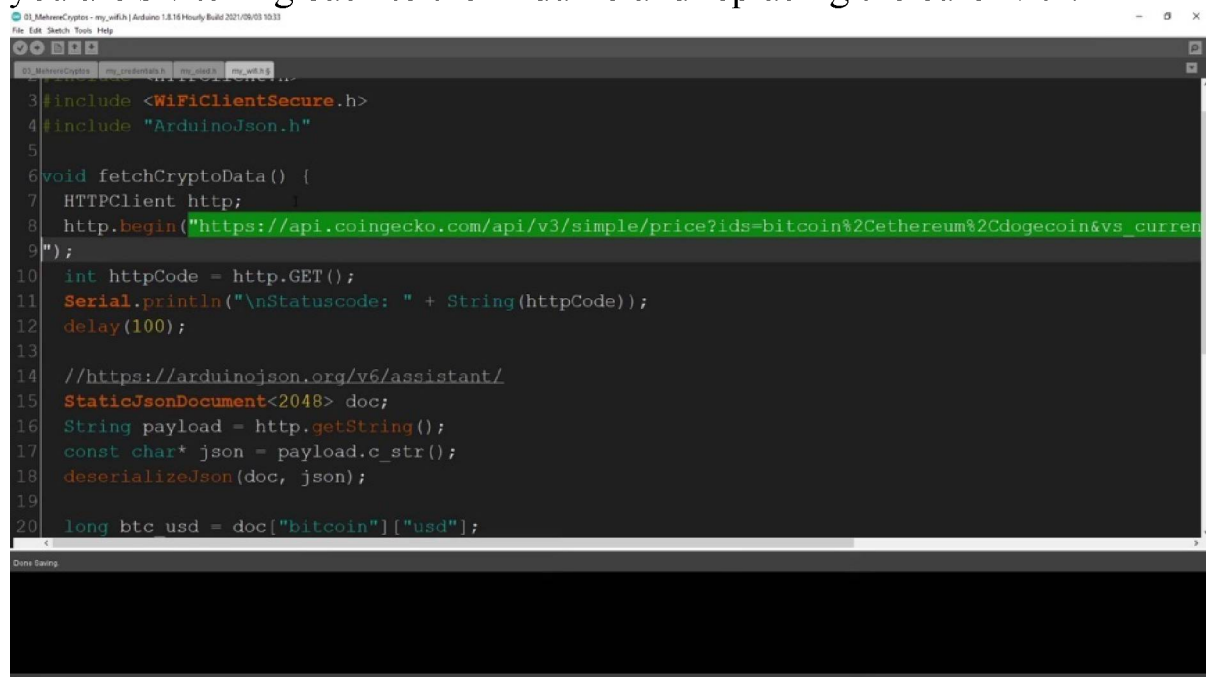 03_MehrereCryptos - my_wifi.h | Arduino 1.8.16 Hourly Build 2021/09/03 10:33
File Edit Sketch Tools Help
03_MehrereCryptos my_credentials.h my_oled.h my_wifi.h §
3 #include <WiFiClientSecure.h>
4 #include "ArduinoJson.h"
5
6 void fetchCryptoData() {
7 HTTPClient http;
8 http.begin("https://api.coingecko.com/api/v3/simple/price?ids=bitcoin%2Cethereum%2Cdogecoin&vs_curren
9 ");
10 int httpCode = http.GET();
11 Serial.println("\nStatuscode: " + String(httpCode));
12 delay(100);
13
14 //https://arduinojson.org/v6/assistant/
15 StaticJsonDocument<2048> doc;
16 String payload = http.getString();
17 const char* json = payload.c_str();
18 deserializeJson(doc, json);
19
20 long btc_usd = doc["bitcoin"]["usd"];
Done Saving.